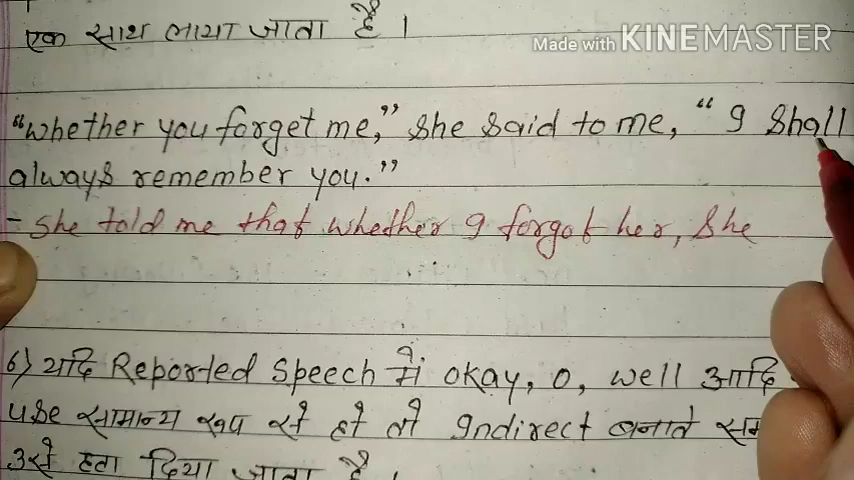 एक साथ लाया जाता है।
Made with KINEMASTER
"Whether you forget me," she said to me, "I shall
always remember you."
- She told me that whether I forgot her, she
6) यदि Reported Speech में okay, o, well आदि
use सामान्य रूप से हो तो Indirect बनाते सम
उसे हटा दिया जाता है।